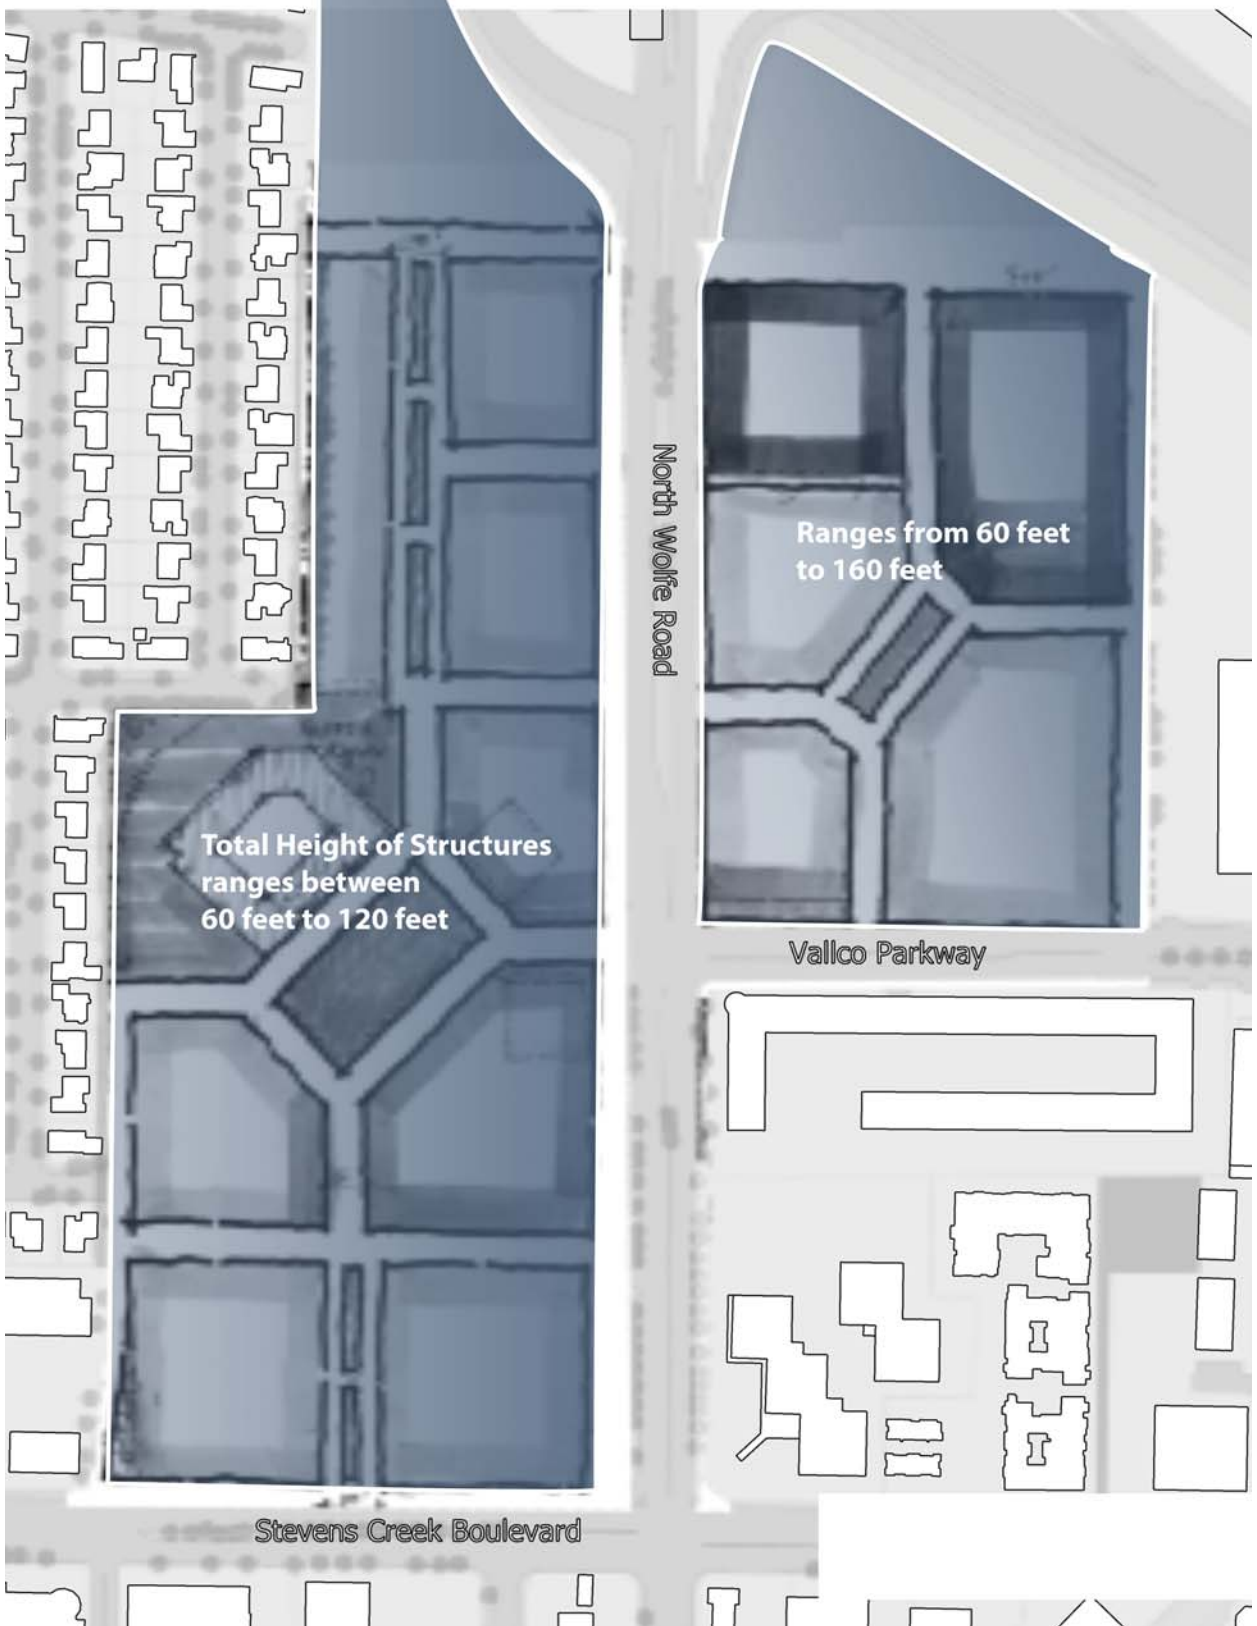 North Wolfe Road
Ranges from 60 feet
to 160 feet
Total Height of Structures
ranges between
60 feet to 120 feet
Vallco Parkway
Stevens Creek Boulevard